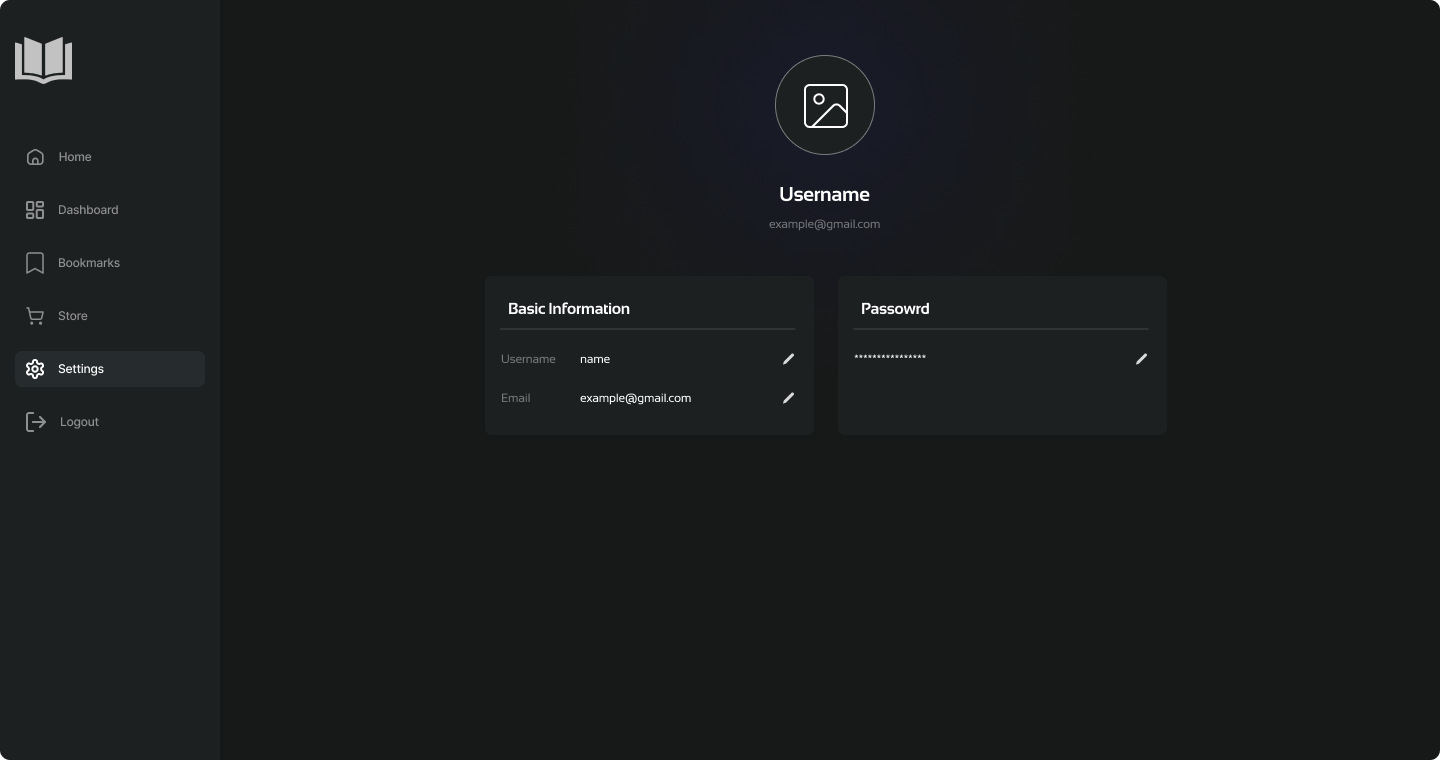 Home
Dashboard
Bookmarks
Store
Settings
Logout
Username
example@gmail.com
Basic Information
Username name
Email example@gmail.com
Passowrd
****************